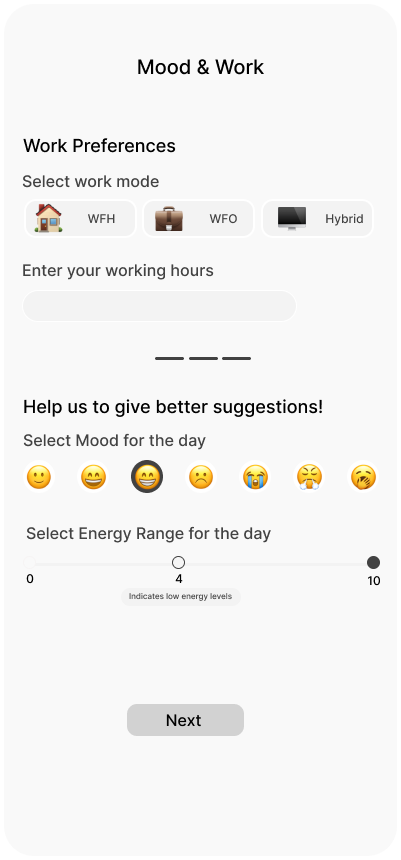 Mood & Work
Work Preferences
Select work mode
WFH WFO Hybrid
Enter your working hours
Help us to give better suggestions!
Select Mood for the day
Select Energy Range for the day
0 4 10
Indicates low energy levels
Next